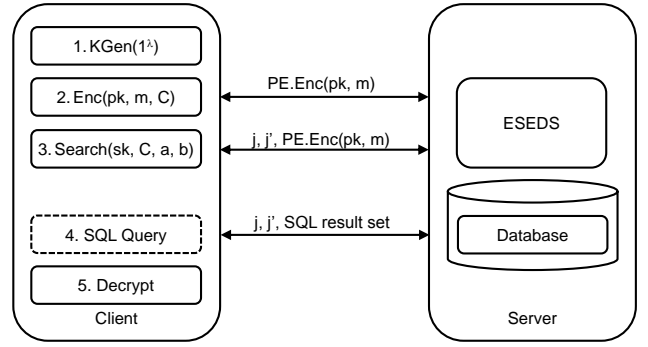 1. KGen(1^λ)
2. Enc(pk, m, C)
3. Search(sk, C, a, b)
4. SQL Query
5. Decrypt
Client
PE.Enc(pk, m)
j, j’, PE.Enc(pk, m)
j, j’, SQL result set
ESEDS
Database
Server